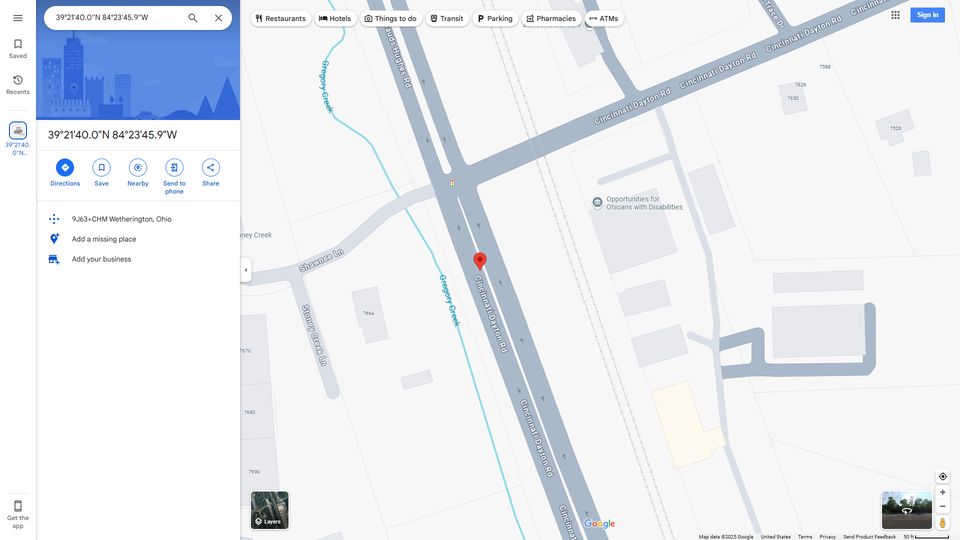 39°21'40.0"N 84°23'45.9"W
Restaurants
Hotels
Things to do
Transit
Parking
Pharmacies
ATMs
Sign in
Saved
Recents
39°21'40.
0"N...
39°21'40.0"N 84°23'45.9"W
Directions
Save
Nearby
Send to
phone
Share
9J63+CHM Wetherington, Ohio
Add a missing place
Add your business
Get the
app
Gregory Creek
Hughes Rd
Cincinnati Dayton Rd
Cincinnati Dayton Rd
Cincinnati Dayton Rd
Trace Dr
7588
7628
7650
7526
Opportunities for
Ohioans with Disabilities
Shawnee Ln
Stoney Creek Ln
7664
7670
7680
7690
Gregory Creek
Cincinnati Dayton Rd
Cincinnati Dayton Rd
Layers
Google
Map data ©2025 Google
United States
Terms
Privacy
Send Product Feedback
50 ft